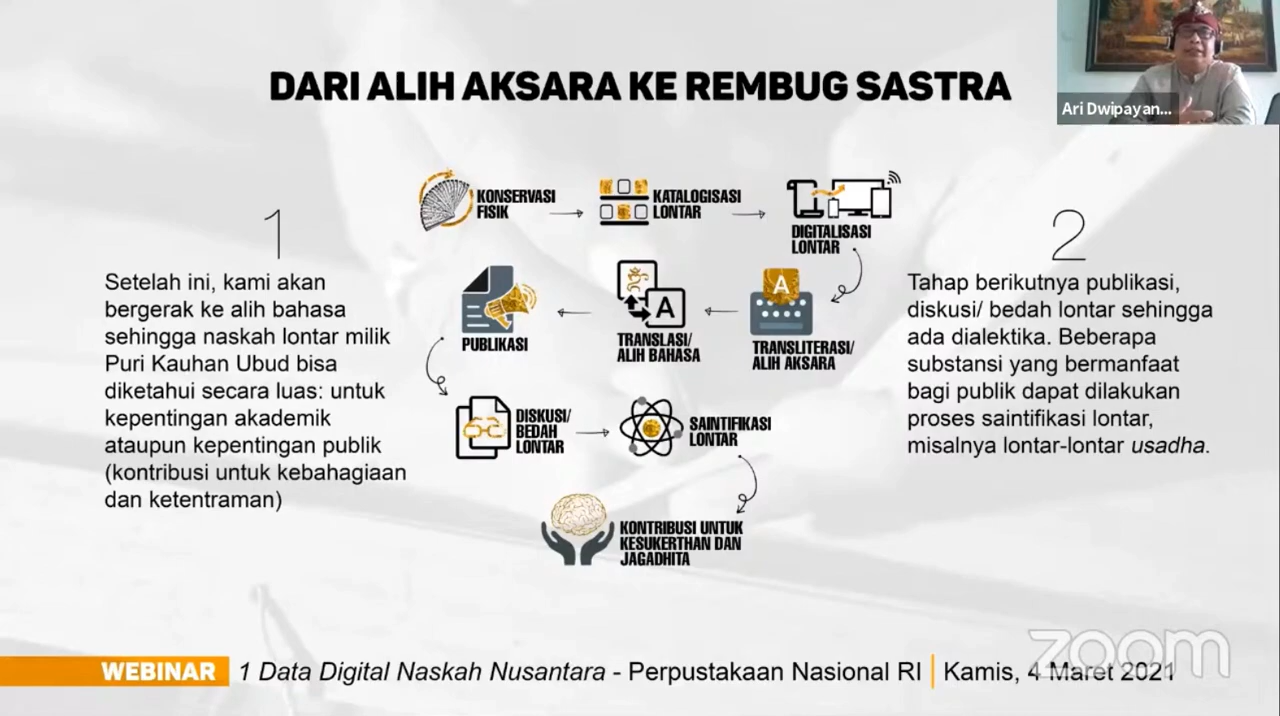 Ari Dwipayan...
DARI ALIH AKSARA KE REMBUG SASTRA
KONSERVASI
FISIK
KATALOGISASI
LONTAR
DIGITALISASI
LONTAR
1
Setelah ini, kami akan
bergerak ke alih bahasa
sehingga naskah lontar milik
Puri Kauhan Ubud bisa
diketahui secara luas: untuk
kepentingan akademik
ataupun kepentingan publik
(kontribusi untuk kebahagiaan
dan ketentraman)
A
TRANSLITERASI/
ALIH AKSARA
A
TRANSLASI/
ALIH BAHASA
PUBLIKASI
DISKUSI/
BEDAH
LONTAR
SAINTIFIKASI
LONTAR
KONTRIBUSI UNTUK
KESUKERTHAN DAN
JAGADHITA
2
Tahap berikutnya publikasi,
diskusi/ bedah lontar sehingga
ada dialektika. Beberapa
substansi yang bermanfaat
bagi publik dapat dilakukan
proses saintifikasi lontar,
misalnya lontar-lontar usadha.
zoom
WEBINAR 1 Data Digital Naskah Nusantara - Perpustakaan Nasional RI Kamis, 4 Maret 2021